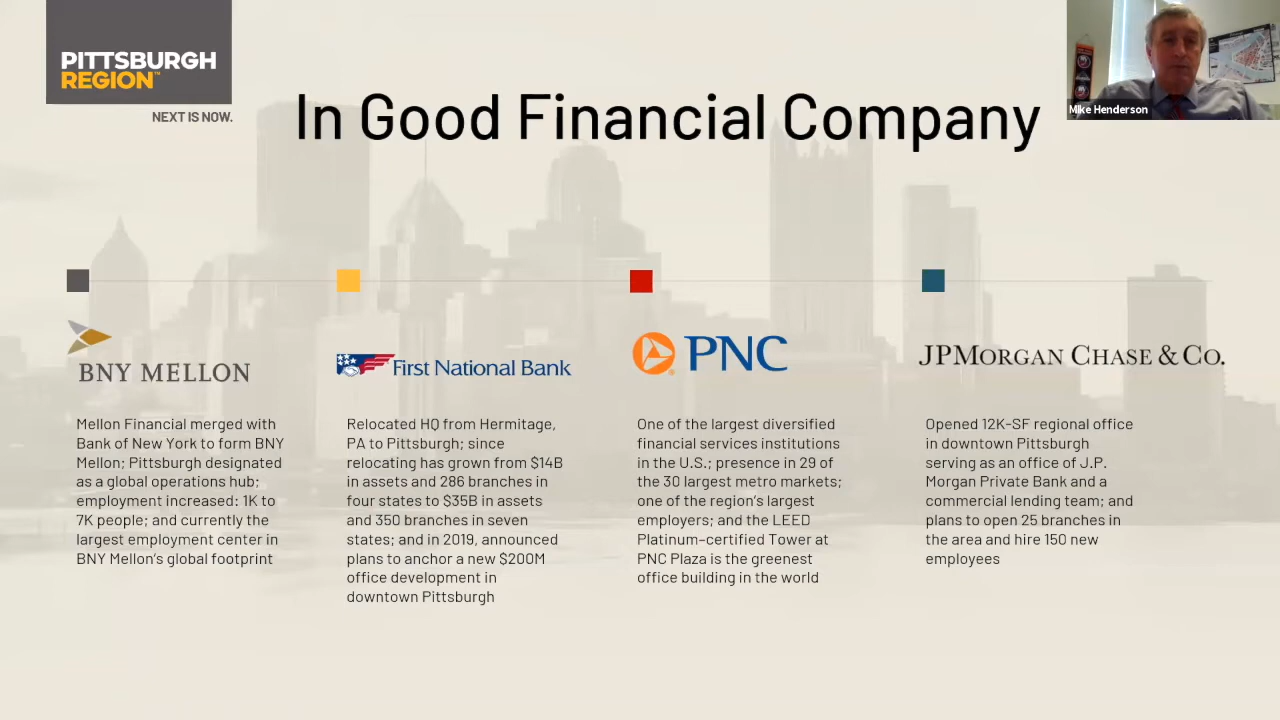 PITTSBURGH
REGION™
NEXT IS NOW.
In Good Financial Company
Mike Henderson
BNY MELLON
Mellon Financial merged with
Bank of New York to form BNY
Mellon; Pittsburgh designated
as a global operations hub;
employment increased: 1K to
7K people; and currently the
largest employment center in
BNY Mellon's global footprint
First National Bank
Relocated HQ from Hermitage,
PA to Pittsburgh; since
relocating has grown from $14B
in assets and 286 branches in
four states to $35B in assets
and 350 branches in seven
states; and in 2019, announced
plans to anchor a new $200M
office development in
downtown Pittsburgh
PNC
One of the largest diversified
financial services institutions
in the U.S.; presence in 29 of
the 30 largest metro markets;
one of the region's largest
employers; and the LEED
Platinum-certified Tower at
PNC Plaza is the greenest
office building in the world
JPMORGAN CHASE & CO.
Opened 12K-SF regional office
in downtown Pittsburgh
serving as an office of J.P.
Morgan Private Bank and a
commercial lending team; and
plans to open 25 branches in
the area and hire 150 new
employees